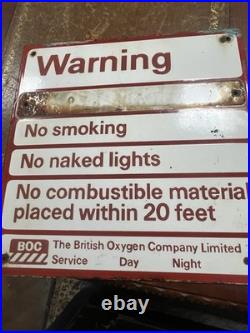 Warning
No smoking
No naked lights
No combustible material
placed within 20 feet
BOC The British Oxygen Company Limited
Service Day Night